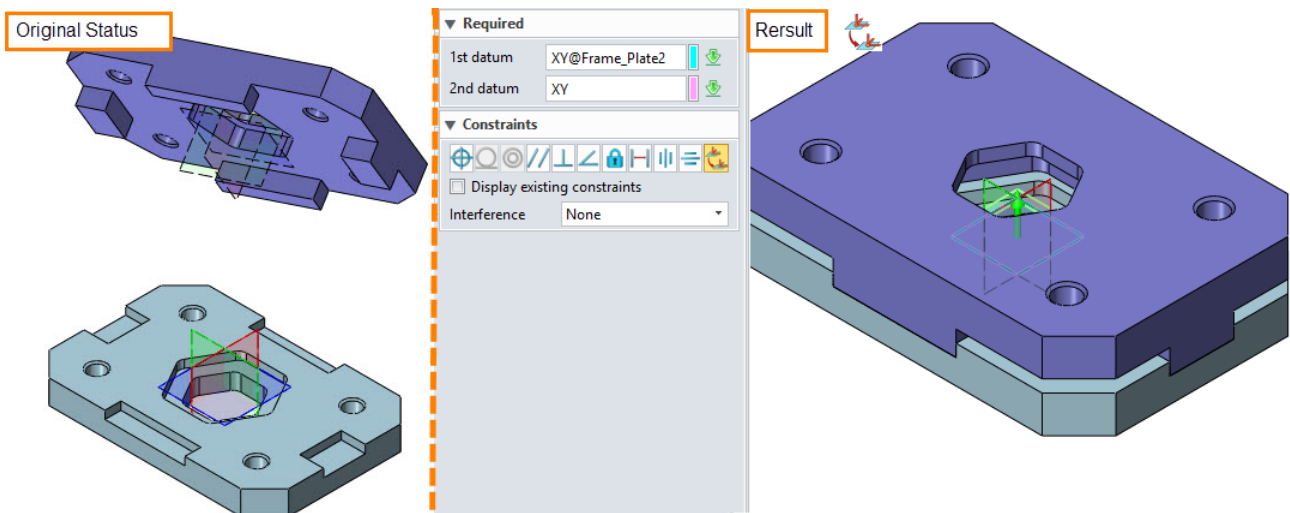 Original Status
Required
1st datum XY@Frame_Plate2
2nd datum XY
Constraints
Display existing constraints
Interference None
Rersult